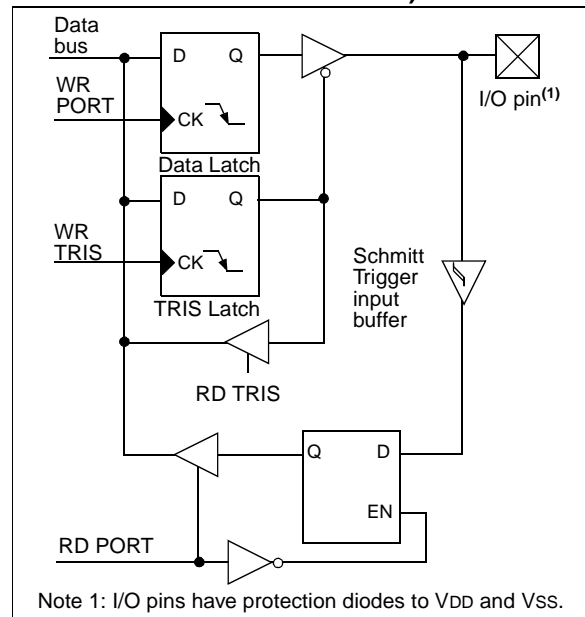 Data
bus
D Q
WR
PORT
CK
I/O pin(1)
Data Latch
D Q
WR
TRIS
CK
Schmitt
Trigger
input
buffer
TRIS Latch
RD TRIS
Q D
EN
RD PORT
Note 1: I/O pins have protection diodes to VDD and VSS.